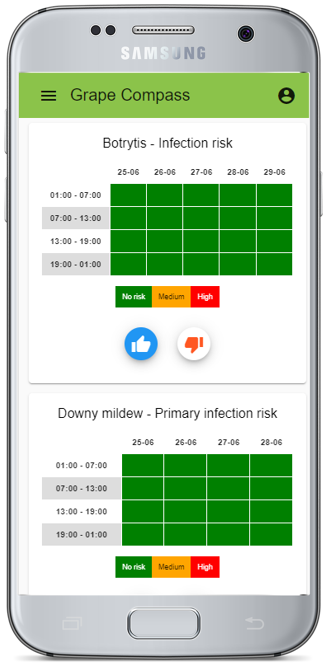 SAMSUNG
Grape Compass
Botrytis - Infection risk
25-06 26-06 27-06 28-06 29-06
01:00 - 07:00
07:00 - 13:00
13:00 - 19:00
19:00 - 01:00
No risk Medium High
Downy mildew - Primary infection risk
25-06 26-06 27-06 28-06
01:00 - 07:00
07:00 - 13:00
13:00 - 19:00
19:00 - 01:00
No risk Medium High